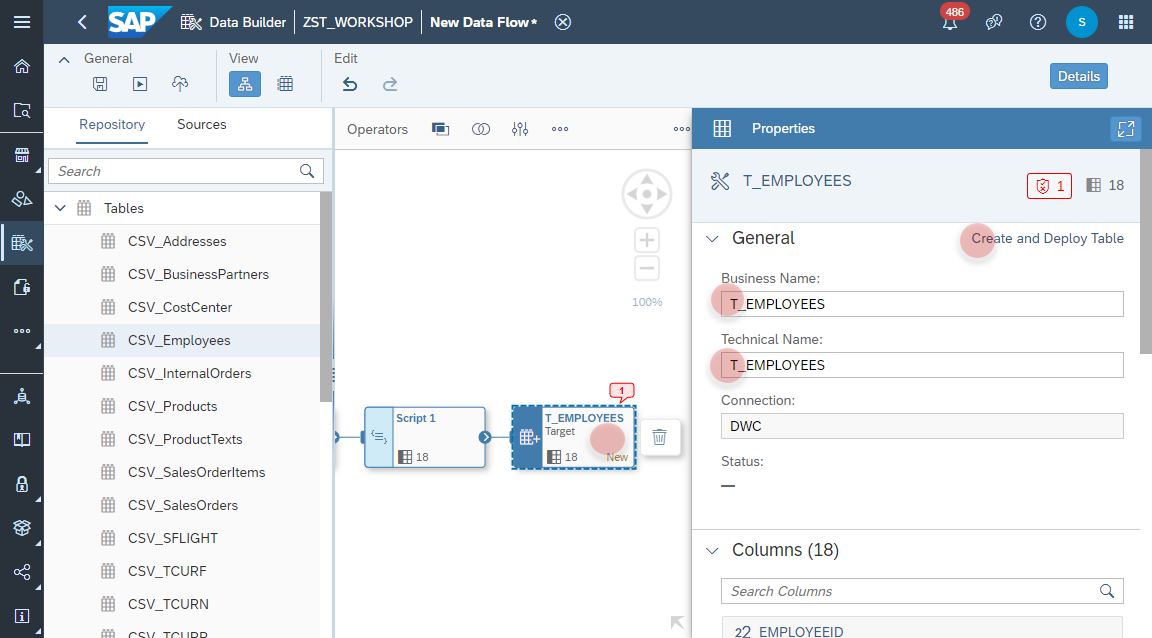 SAP Data Builder ZST_WORKSHOP New Data Flow* 486 S
General View Edit
Details
Repository Sources
Search
Tables
CSV_Addresses
CSV_BusinessPartners
CSV_CostCenter
CSV_Employees
CSV_InternalOrders
CSV_Products
CSV_ProductTexts
CSV_SalesOrderItems
CSV_SalesOrders
CSV_SFLIGHT
CSV_TCURF
CSV_TCURN
CSV_TCURR
Operators
100%
Script 1
18
1
T_EMPLOYEES
Target
18
New
Properties
T_EMPLOYEES
1 18
General
Create and Deploy Table
Business Name:
T_EMPLOYEES
Technical Name:
T_EMPLOYEES
Connection:
DWC
Status:
—
Columns (18)
Search Columns
22 EMPLOYEEID